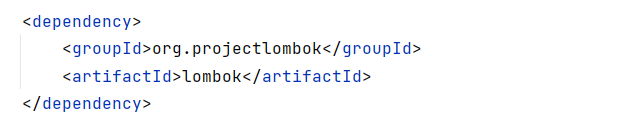 <dependency>
    <groupId>org.projectlombok</groupId>
    <artifactId>lombok</artifactId>
</dependency>